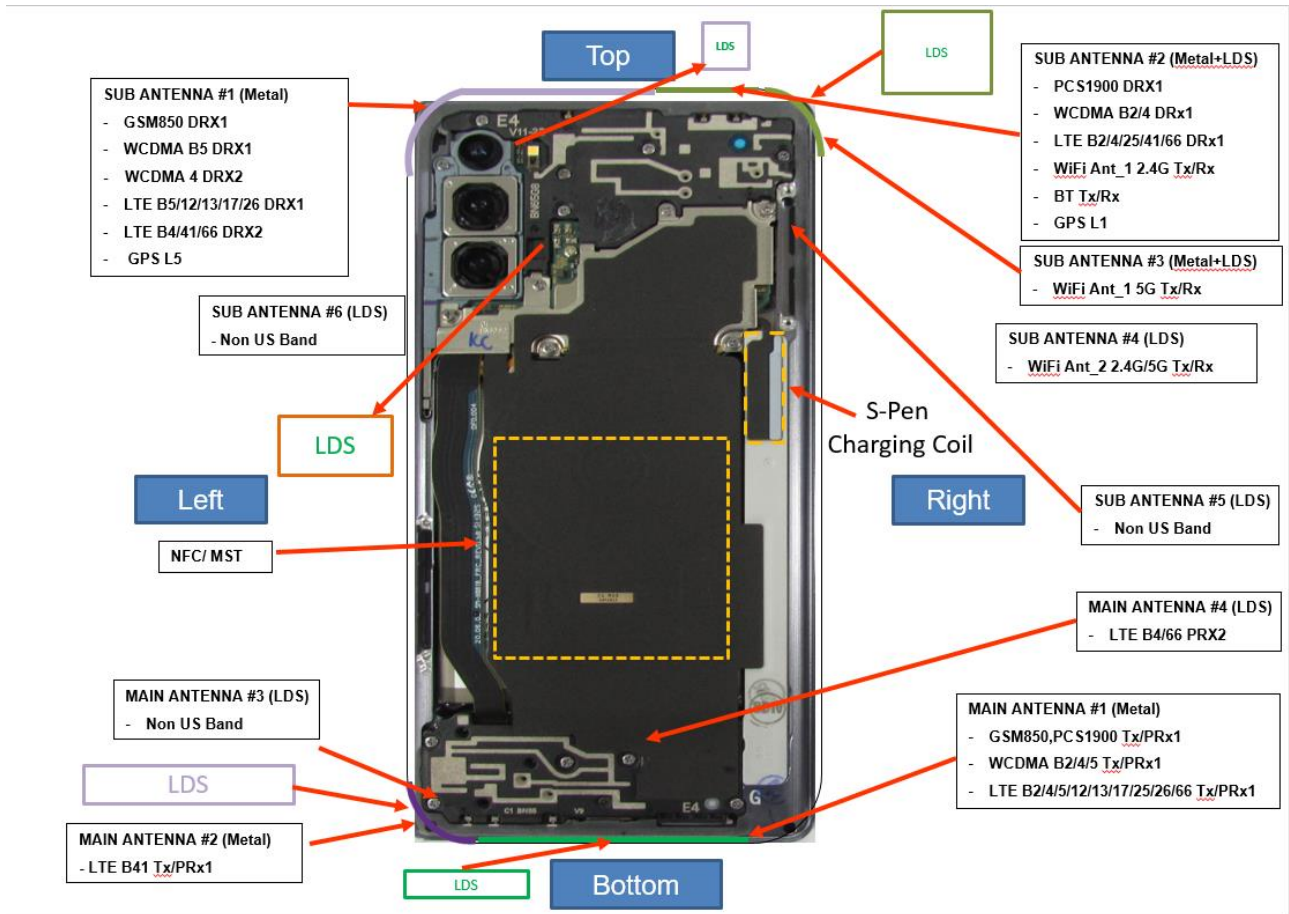 Top
LDS
LDS
SUB ANTENNA #1 (Metal)
- GSM850 DRX1
- WCDMA B5 DRX1
- WCDMA 4 DRX2
- LTE B5/12/13/17/26 DRX1
- LTE B4/41/66 DRX2
- GPS L5
SUB ANTENNA #2 (Metal+LDS)
- PCS1900 DRX1
- WCDMA B2/4 DRx1
- LTE B2/4/25/41/66 DRx1
- WiFi Ant_1 2.4G Tx/Rx
- BT Tx/Rx
- GPS L1
SUB ANTENNA #3 (Metal+LDS)
- WiFi Ant_1 5G Tx/Rx
E4
SUB ANTENNA #6 (LDS)
- Non US Band
SUB ANTENNA #4 (LDS)
- WiFi Ant_2 2.4G/5G Tx/Rx
KC
S-Pen
Charging Coil
LDS
Left
Right
SUB ANTENNA #5 (LDS)
- Non US Band
NFC/ MST
MAIN ANTENNA #4 (LDS)
- LTE B4/66 PRX2
MAIN ANTENNA #3 (LDS)
- Non US Band
MAIN ANTENNA #1 (Metal)
- GSM850,PCS1900 Tx/PRx1
- WCDMA B2/4/5 Tx/PRx1
- LTE B2/4/5/12/13/17/25/26/66 Tx/PRx1
LDS
E4
G
MAIN ANTENNA #2 (Metal)
- LTE B41 Tx/PRx1
LDS
Bottom